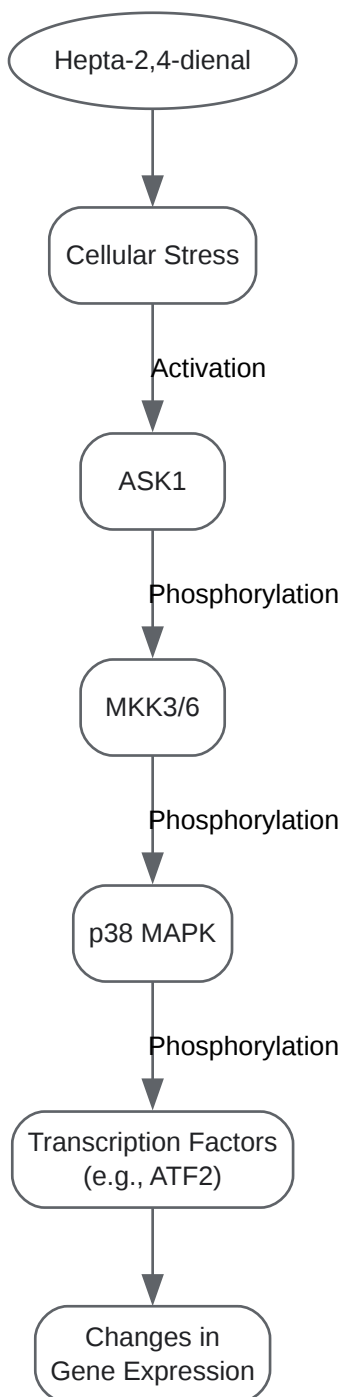 Hepta-2,4-dienal
Cellular Stress
Activation
ASK1
Phosphorylation
MKK3/6
Phosphorylation
p38 MAPK
Phosphorylation
Transcription Factors
(e.g., ATF2)
Changes in
Gene Expression